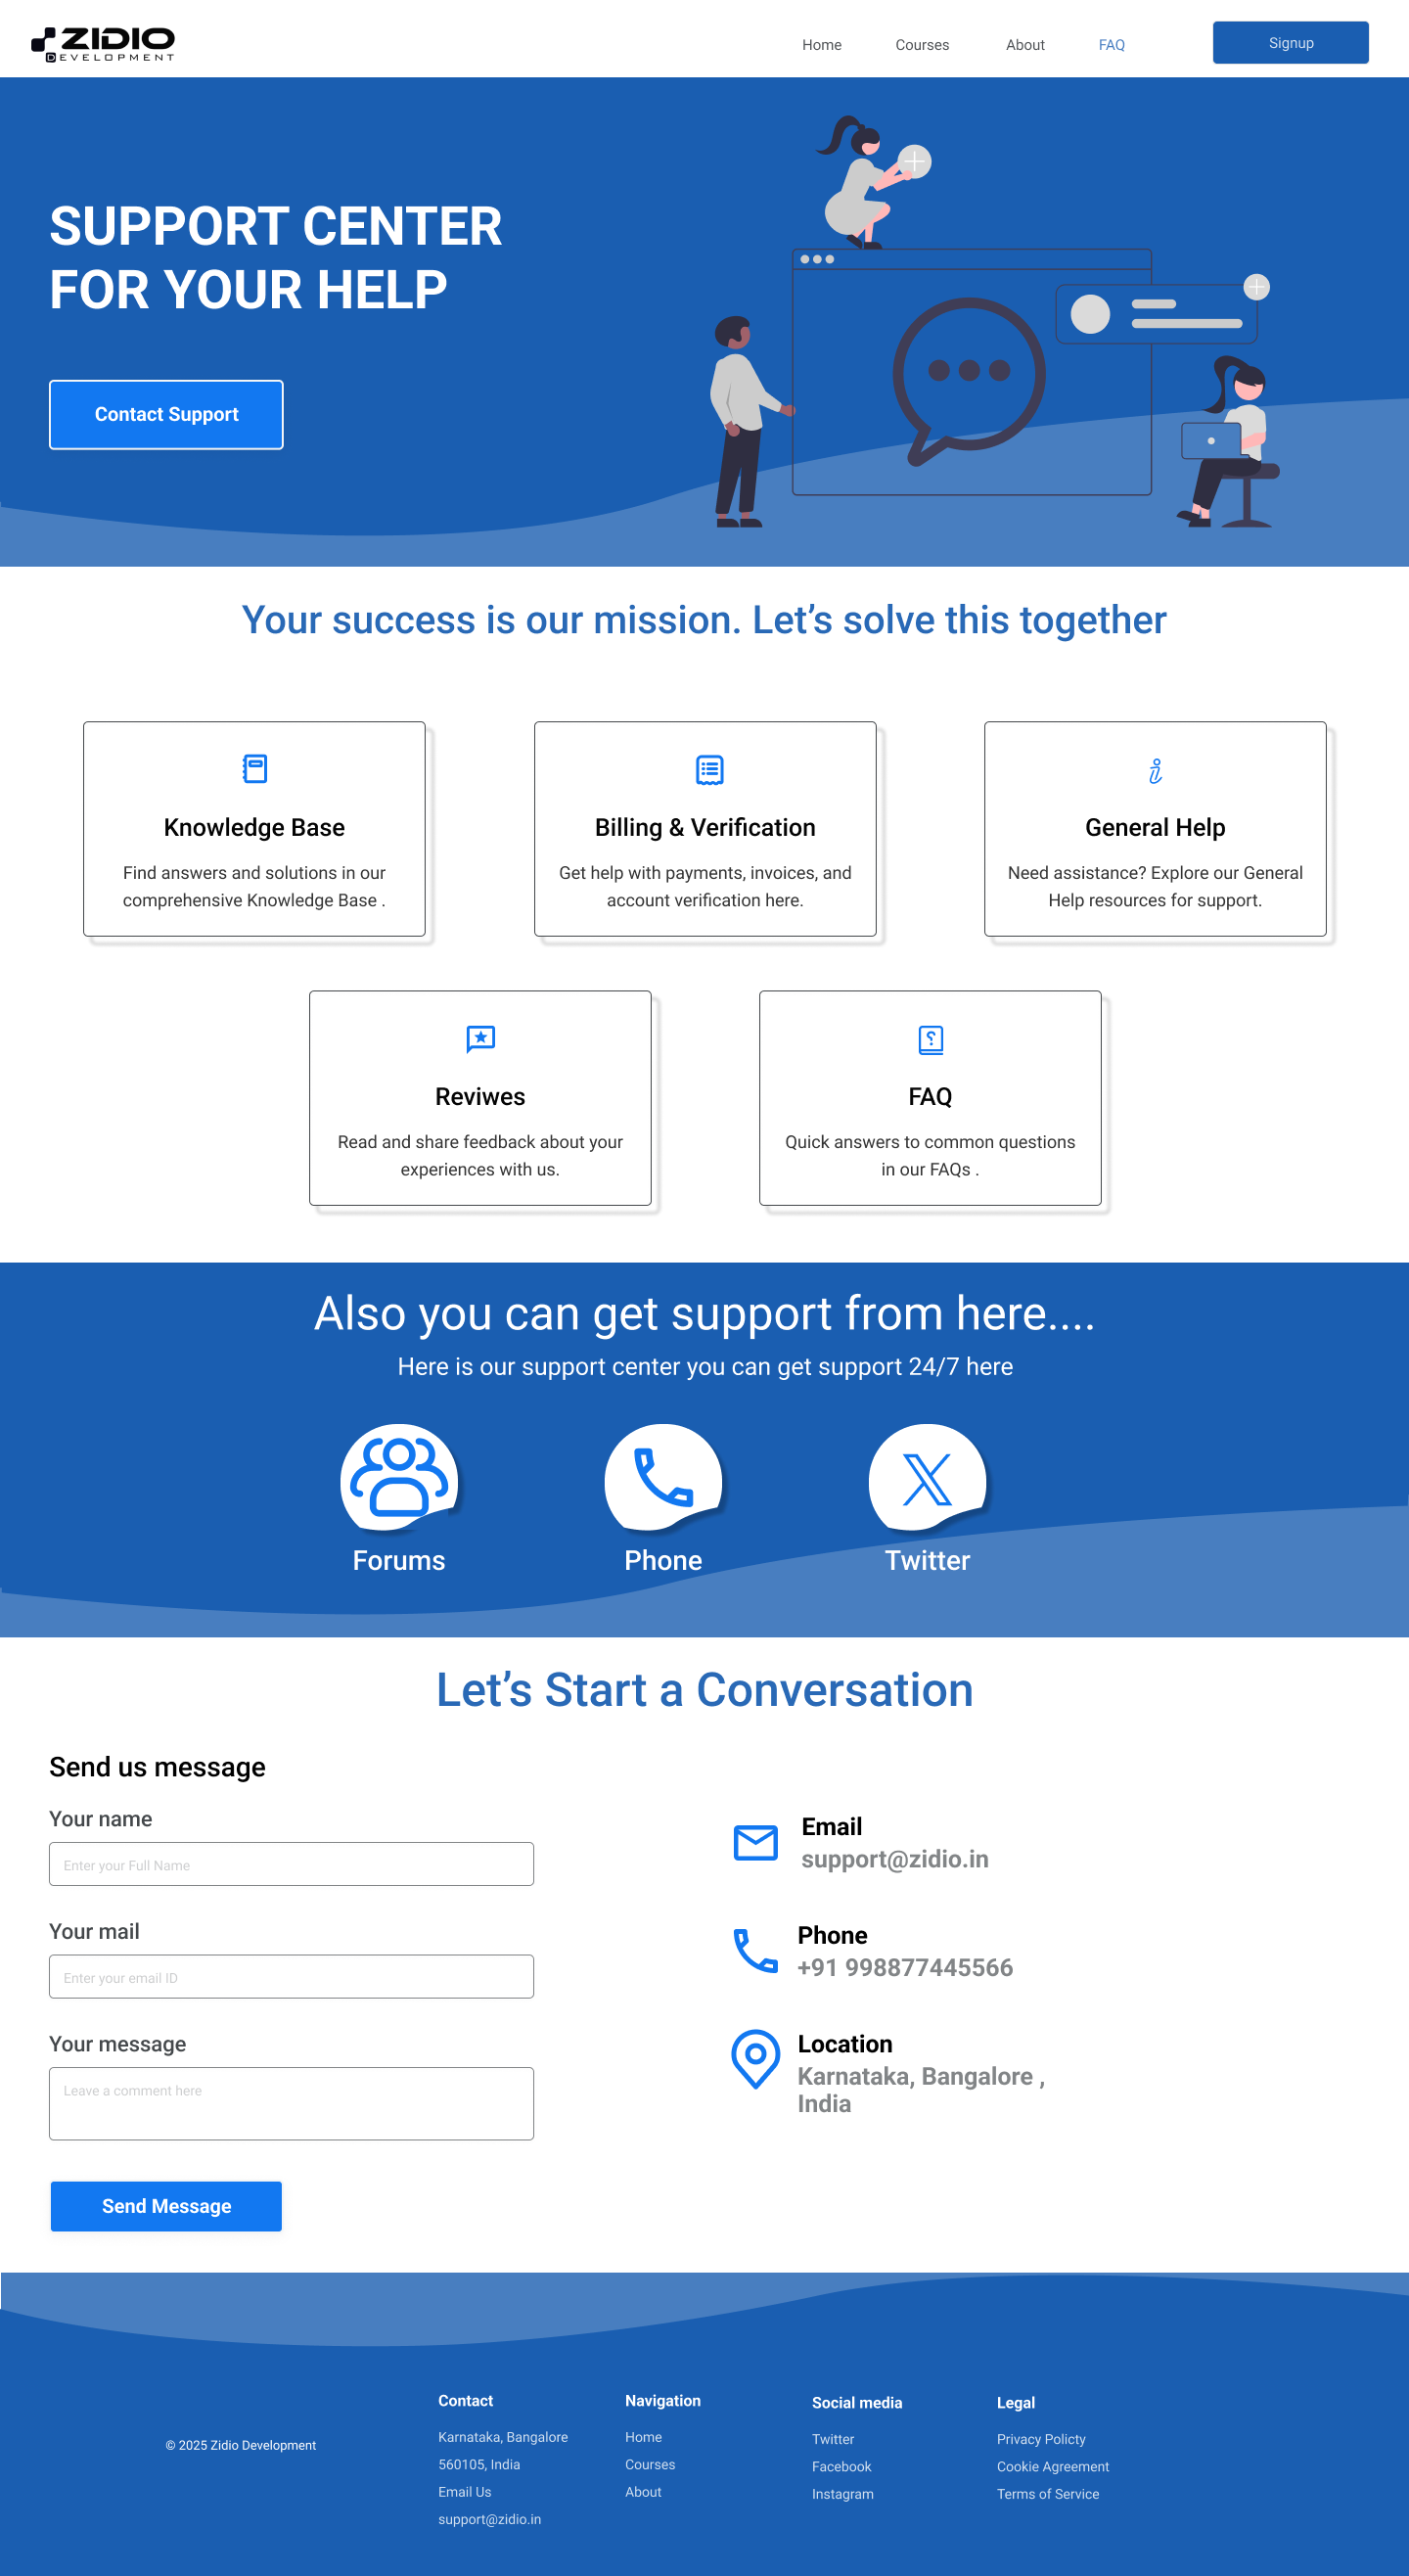 ZIDIO
DEVELOPMENT
Home
Courses
About
FAQ
Signup
SUPPORT CENTER
FOR YOUR HELP
Contact Support
Your success is our mission. Let’s solve this together
Knowledge Base
Find answers and solutions in our
comprehensive Knowledge Base .
Billing & Verification
Get help with payments, invoices, and
account verification here.
General Help
Need assistance? Explore our General
Help resources for support.
Reviwes
Read and share feedback about your
experiences with us.
FAQ
Quick answers to common questions
in our FAQs .
Also you can get support from here....
Here is our support center you can get support 24/7 here
Forums
Phone
Twitter
Let’s Start a Conversation
Send us message
Your name
Enter your Full Name
Your mail
Enter your email ID
Your message
Leave a comment here
Send Message
Email
support@zidio.in
Phone
+91 998877445566
Location
Karnataka, Bangalore ,
India
© 2025 Zidio Development
Contact
Karnataka, Bangalore
560105, India
Email Us
support@zidio.in
Navigation
Home
Courses
About
Social media
Twitter
Facebook
Instagram
Legal
Privacy Policty
Cookie Agreement
Terms of Service